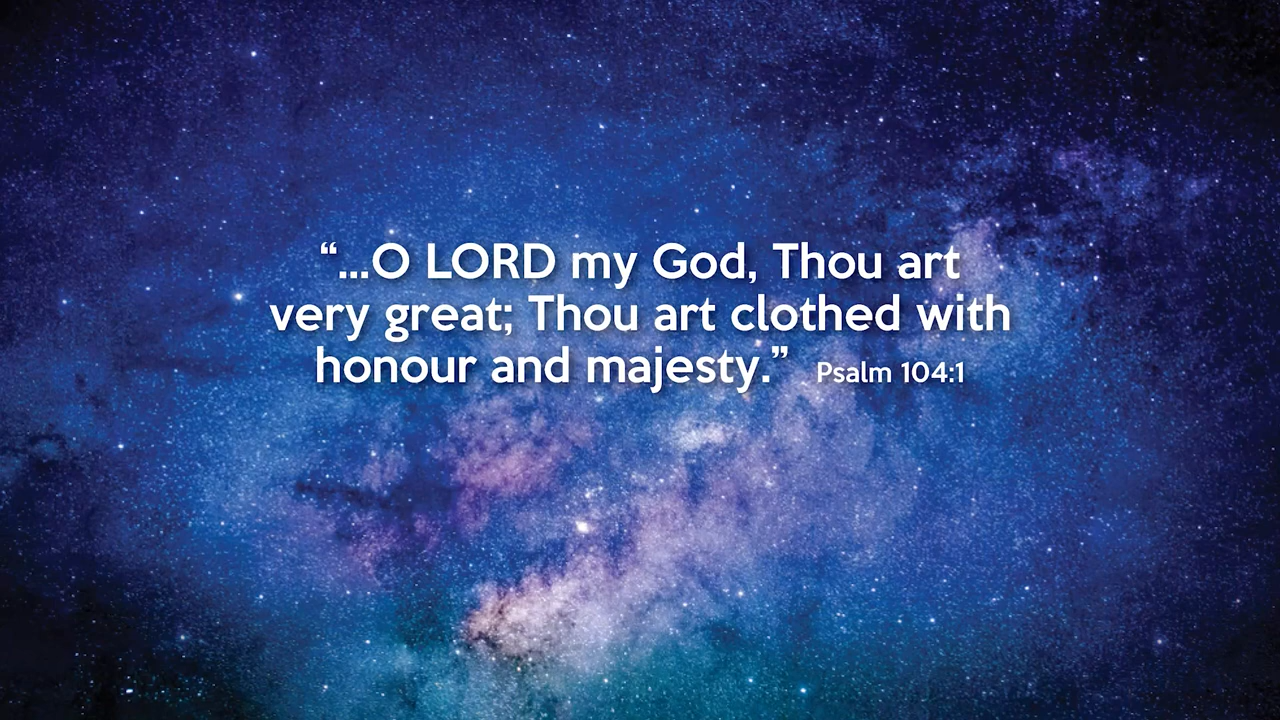 “...O LORD my God, Thou art
very great; Thou art clothed with
honour and majesty.” Psalm 104:1